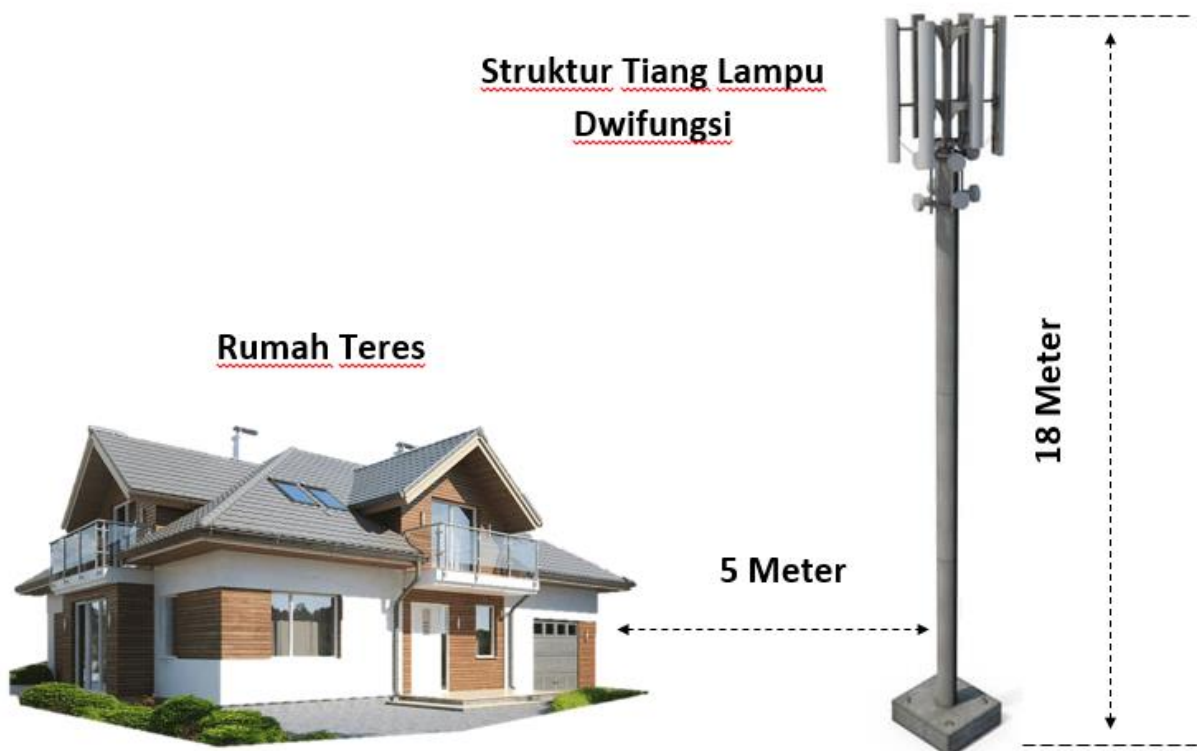 Struktur Tiang Lampu
Dwifungsi
Rumah Teres
18 Meter
5 Meter